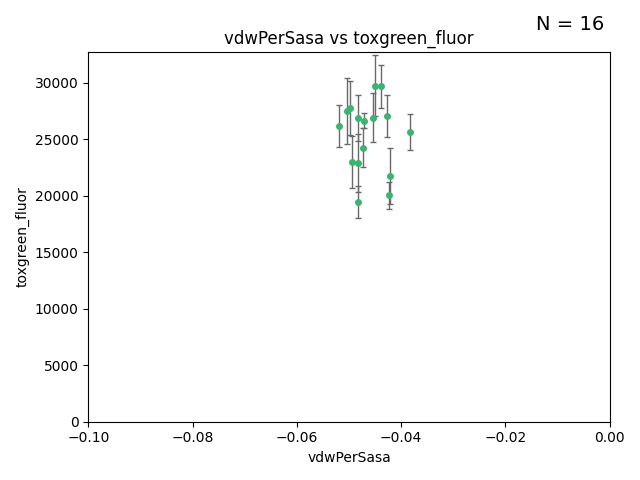 N = 16
vdwPerSasa vs toxgreen_fluor
30000
25000
20000
15000
10000
5000
0
toxgreen_fluor
−0.10 −0.08 −0.06 −0.04 −0.02 0.00
vdwPerSasa